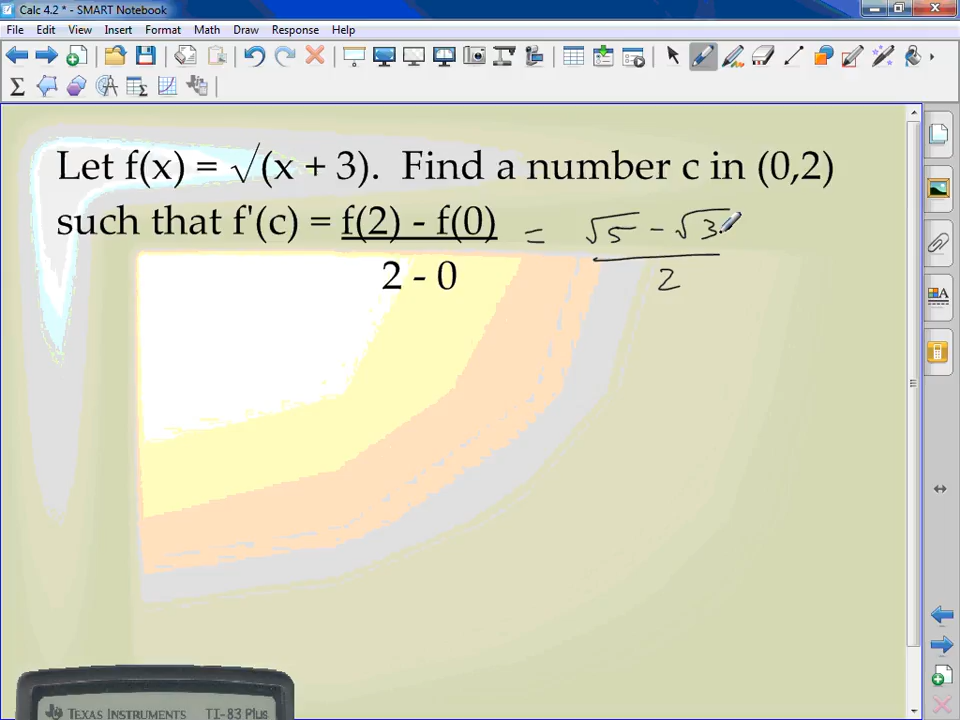 Calc 4.2 * - SMART Notebook
File Edit View Insert Format Math Draw Response Help
Let f(x) = √(x + 3). Find a number c in (0,2)
such that f'(c) = f(2) - f(0) = √5 - √3
2 - 0 2
TEXAS INSTRUMENTS TI-83 Plus